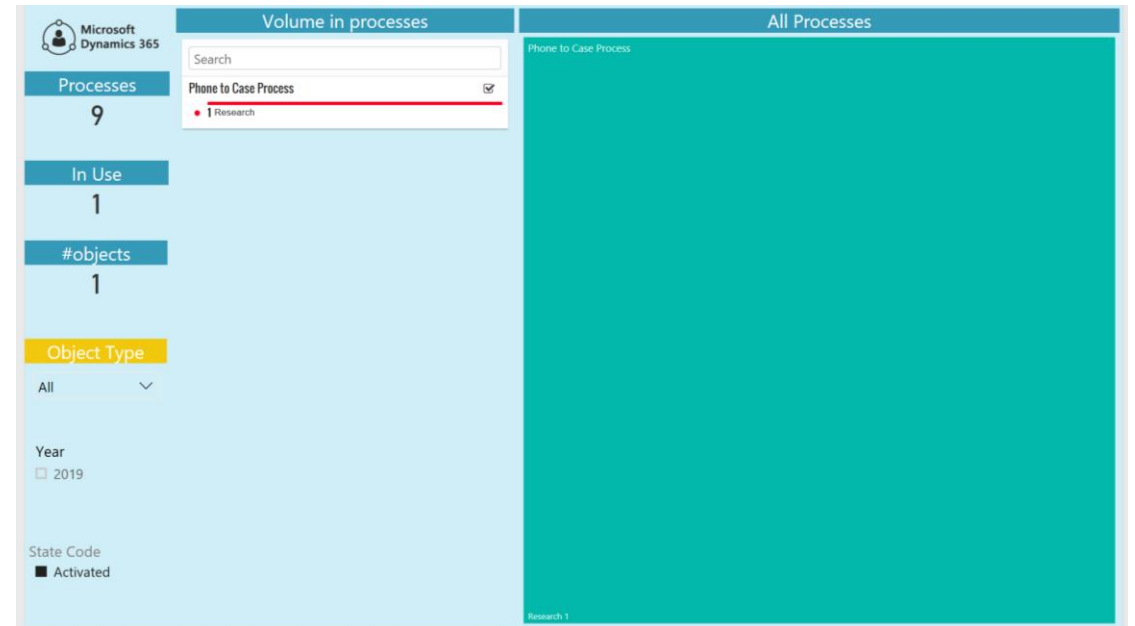 Microsoft
Dynamics 365
Processes
9
In Use
1
#objects
1
Object Type
All
Year
2019
State Code
Activated
Volume in processes
Search
Phone to Case Process
1 Research
All Processes
Phone to Case Process
Research 1